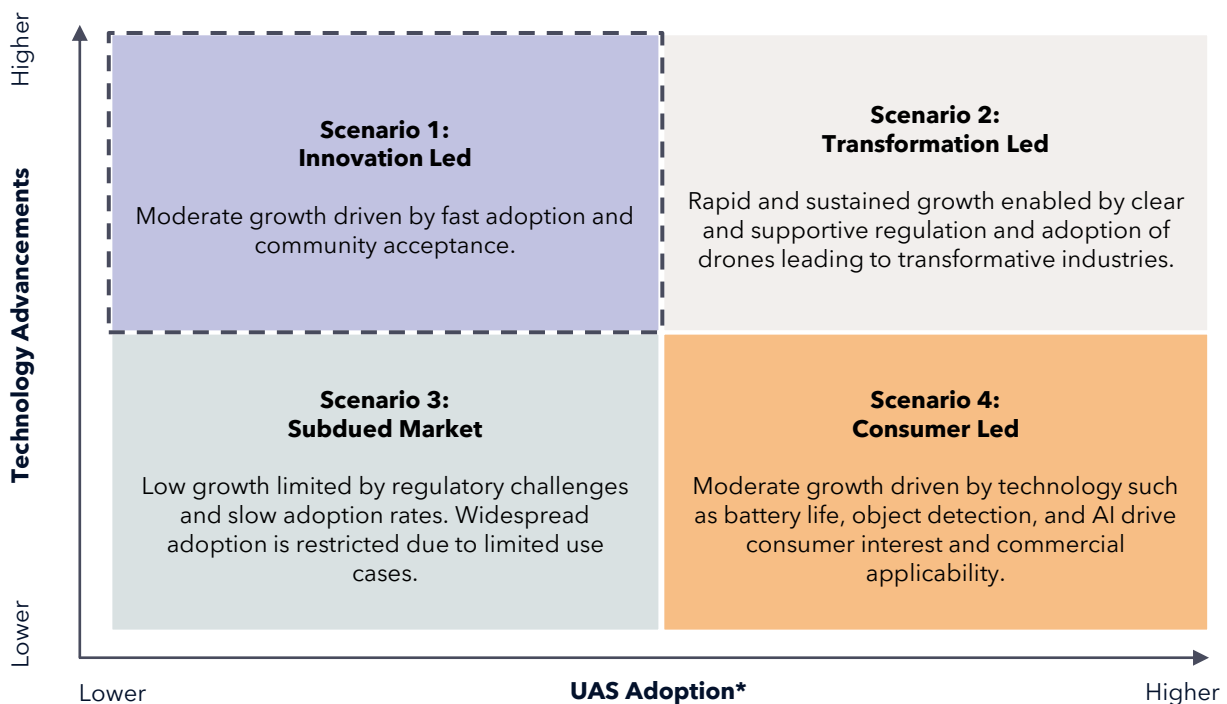 Higher
Technology Advancements
Lower
Scenario 1:
Innovation Led
Moderate growth driven by fast adoption and
community acceptance.
Scenario 2:
Transformation Led
Rapid and sustained growth enabled by clear
and supportive regulation and adoption of
drones leading to transformative industries.
Scenario 3:
Subdued Market
Low growth limited by regulatory challenges
and slow adoption rates. Widespread
adoption is restricted due to limited use
cases.
Scenario 4:
Consumer Led
Moderate growth driven by technology such
as battery life, object detection, and AI drive
consumer interest and commercial
applicability.
Lower
UAS Adoption*
Higher